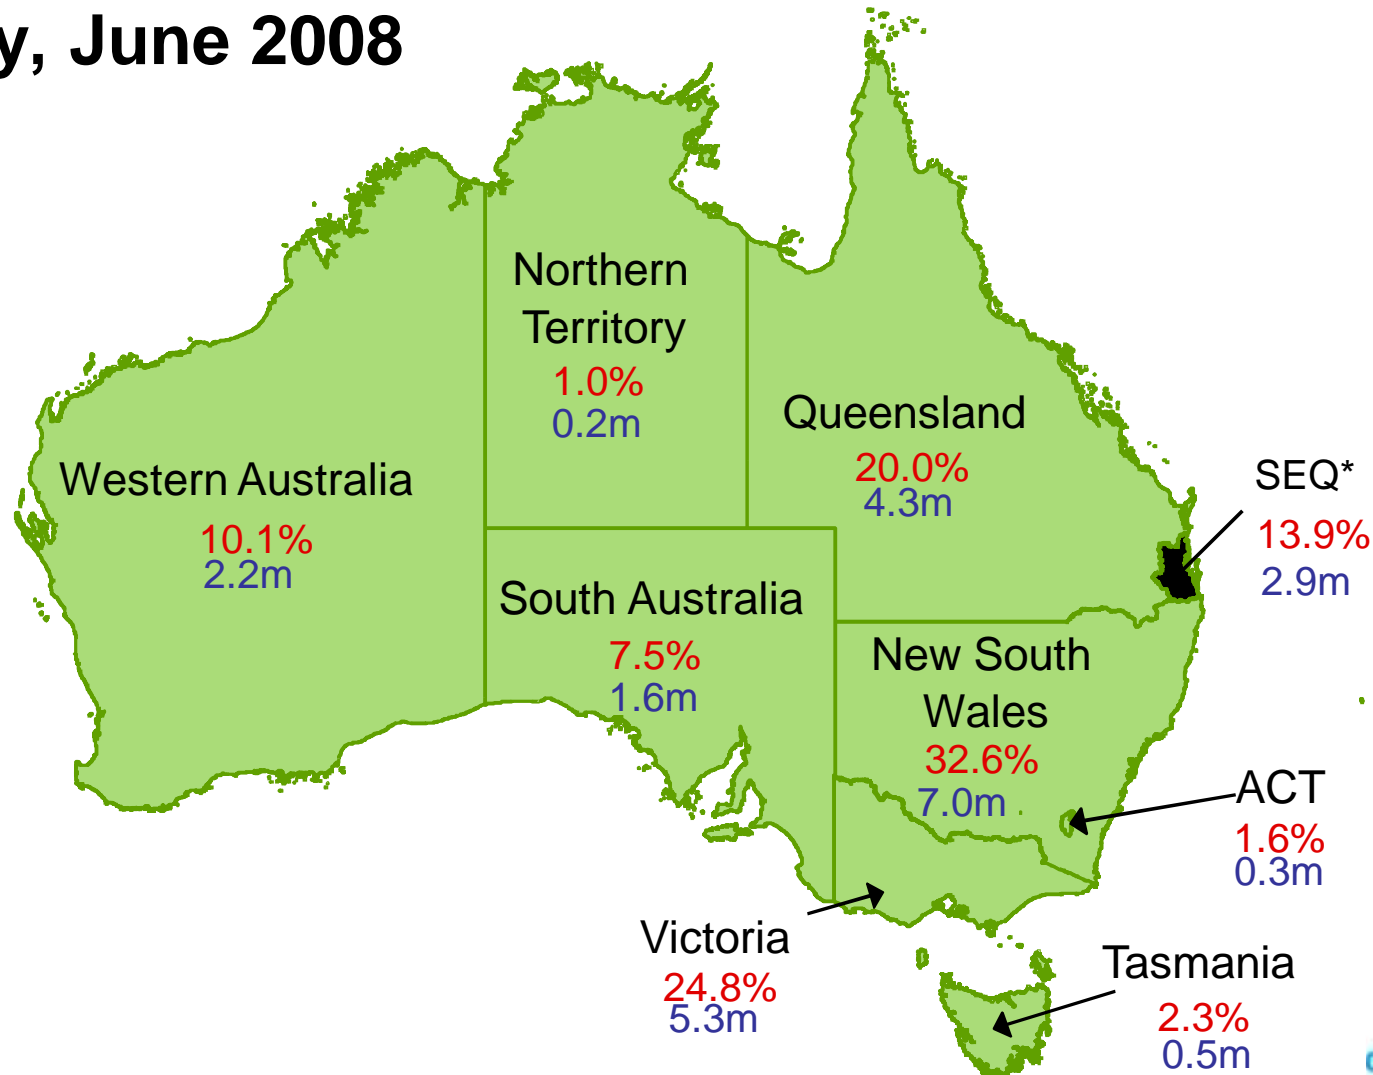 y, June 2008
Northern
Territory
1.0%
0.2m
Queensland
20.0%
4.3m
Western Australia
10.1%
2.2m
SEQ*
13.9%
2.9m
South Australia
7.5%
1.6m
New South
Wales
32.6%
7.0m
ACT
1.6%
0.3m
Victoria
24.8%
5.3m
Tasmania
2.3%
0.5m